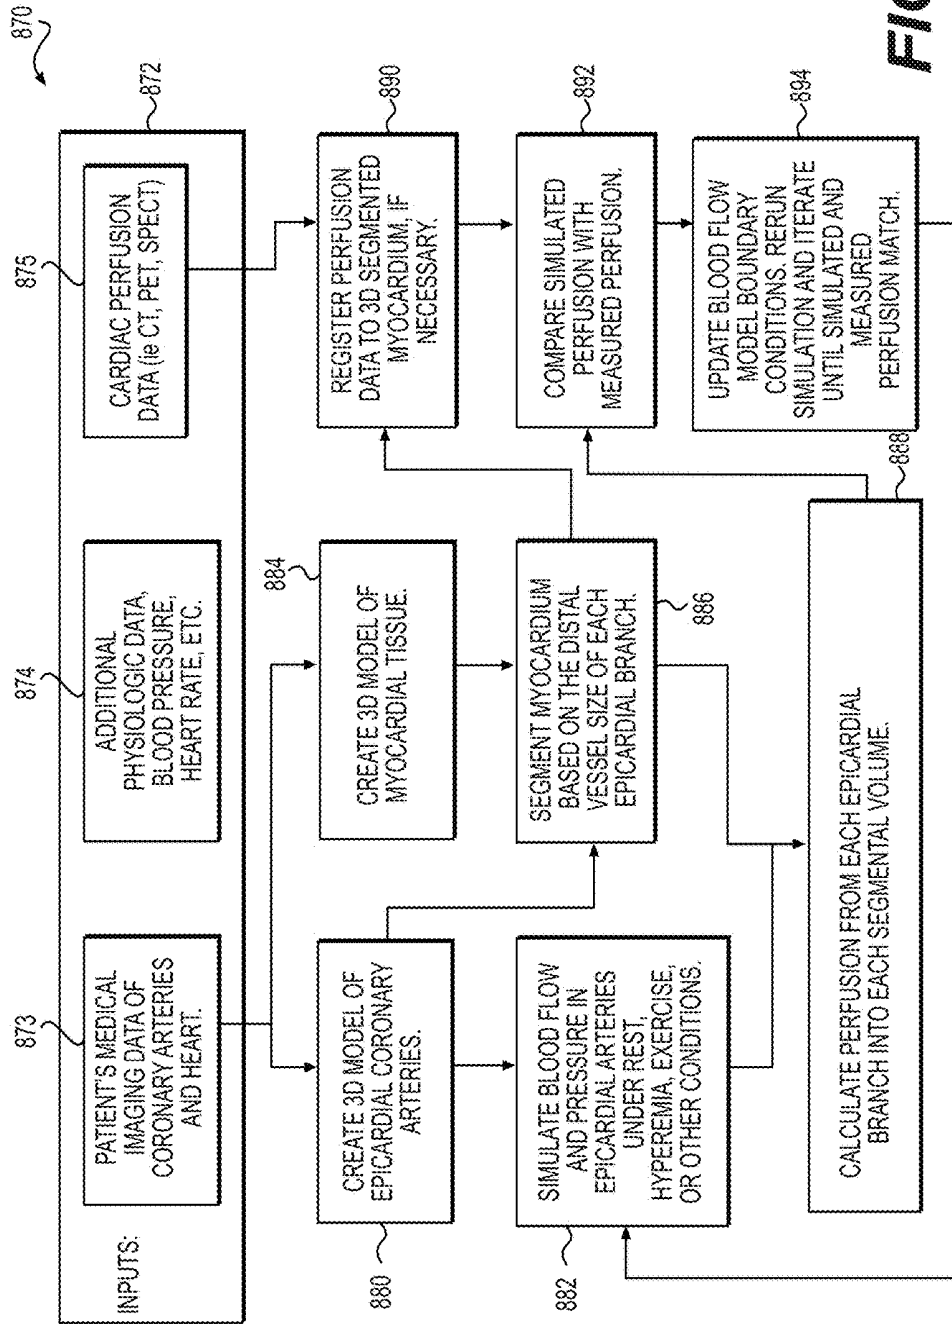 870
872
INPUTS:
873
PATIENT'S MEDICAL
IMAGING DATA OF
CORONARY ARTERIES
AND HEART.
874
ADDITIONAL
PHYSIOLOGIC DATA,
BLOOD PRESSURE,
HEART RATE, ETC.
875
CARDIAC PERFUSION
DATA (ie CT, PET, SPECT)
880
CREATE 3D MODEL OF
EPICARDIAL CORONARY
ARTERIES.
884
CREATE 3D MODEL OF
MYOCARDIAL TISSUE.
890
REGISTER PERFUSION
DATA TO 3D SEGMENTED
MYOCARDIUM, IF
NECESSARY.
882
SIMULATE BLOOD FLOW
AND PRESSURE IN
EPICARDIAL ARTERIES
UNDER REST,
HYPEREMIA, EXERCISE,
OR OTHER CONDITIONS.
886
SEGMENT MYOCARDIUM
BASED ON THE DISTAL
VESSEL SIZE OF EACH
EPICARDIAL BRANCH.
892
COMPARE SIMULATED
PERFUSION WITH
MEASURED PERFUSION.
894
UPDATE BLOOD FLOW
MODEL BOUNDARY
CONDITIONS. RERUN
SIMULATION AND ITERATE
UNTIL SIMULATED AND
MEASURED
PERFUSION MATCH.
888
CALCULATE PERFUSION FROM EACH EPICARDIAL
BRANCH INTO EACH SEGMENTAL VOLUME.
FIG